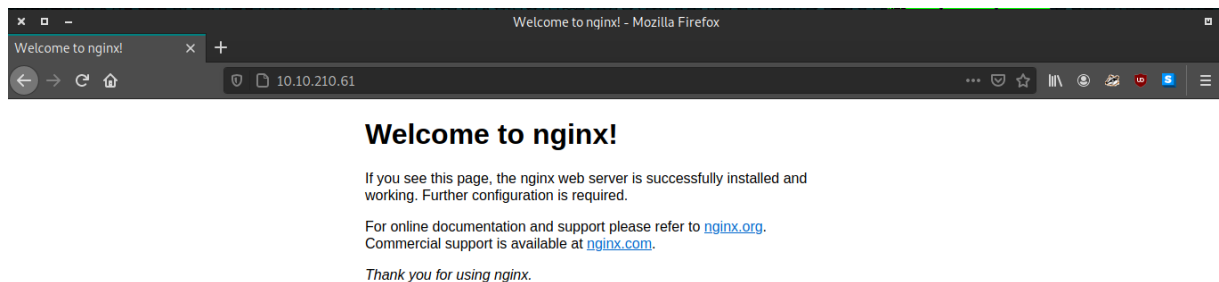 Welcome to nginx! - Mozilla Firefox
Welcome to nginx!
10.10.210.61
Welcome to nginx!
If you see this page, the nginx web server is successfully installed and
working. Further configuration is required.
For online documentation and support please refer to nginx.org.
Commercial support is available at nginx.com.
Thank you for using nginx.